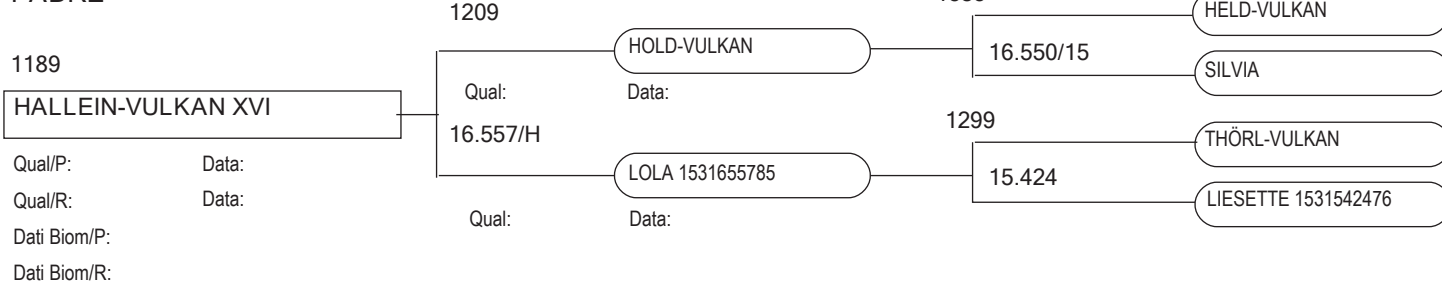 1209
HELD-VULKAN
HOLD-VULKAN
16.550/15
1189
SILVIA
HALLEIN-VULKAN XVI
Qual:
Data:
16.557/H
1299
THÖRL-VULKAN
Qual/P:
Data:
LOLA 1531655785
15.424
Qual/R:
Data:
LIESETTE 1531542476
Qual:
Data:
Dati Biom/P:
Dati Biom/R: